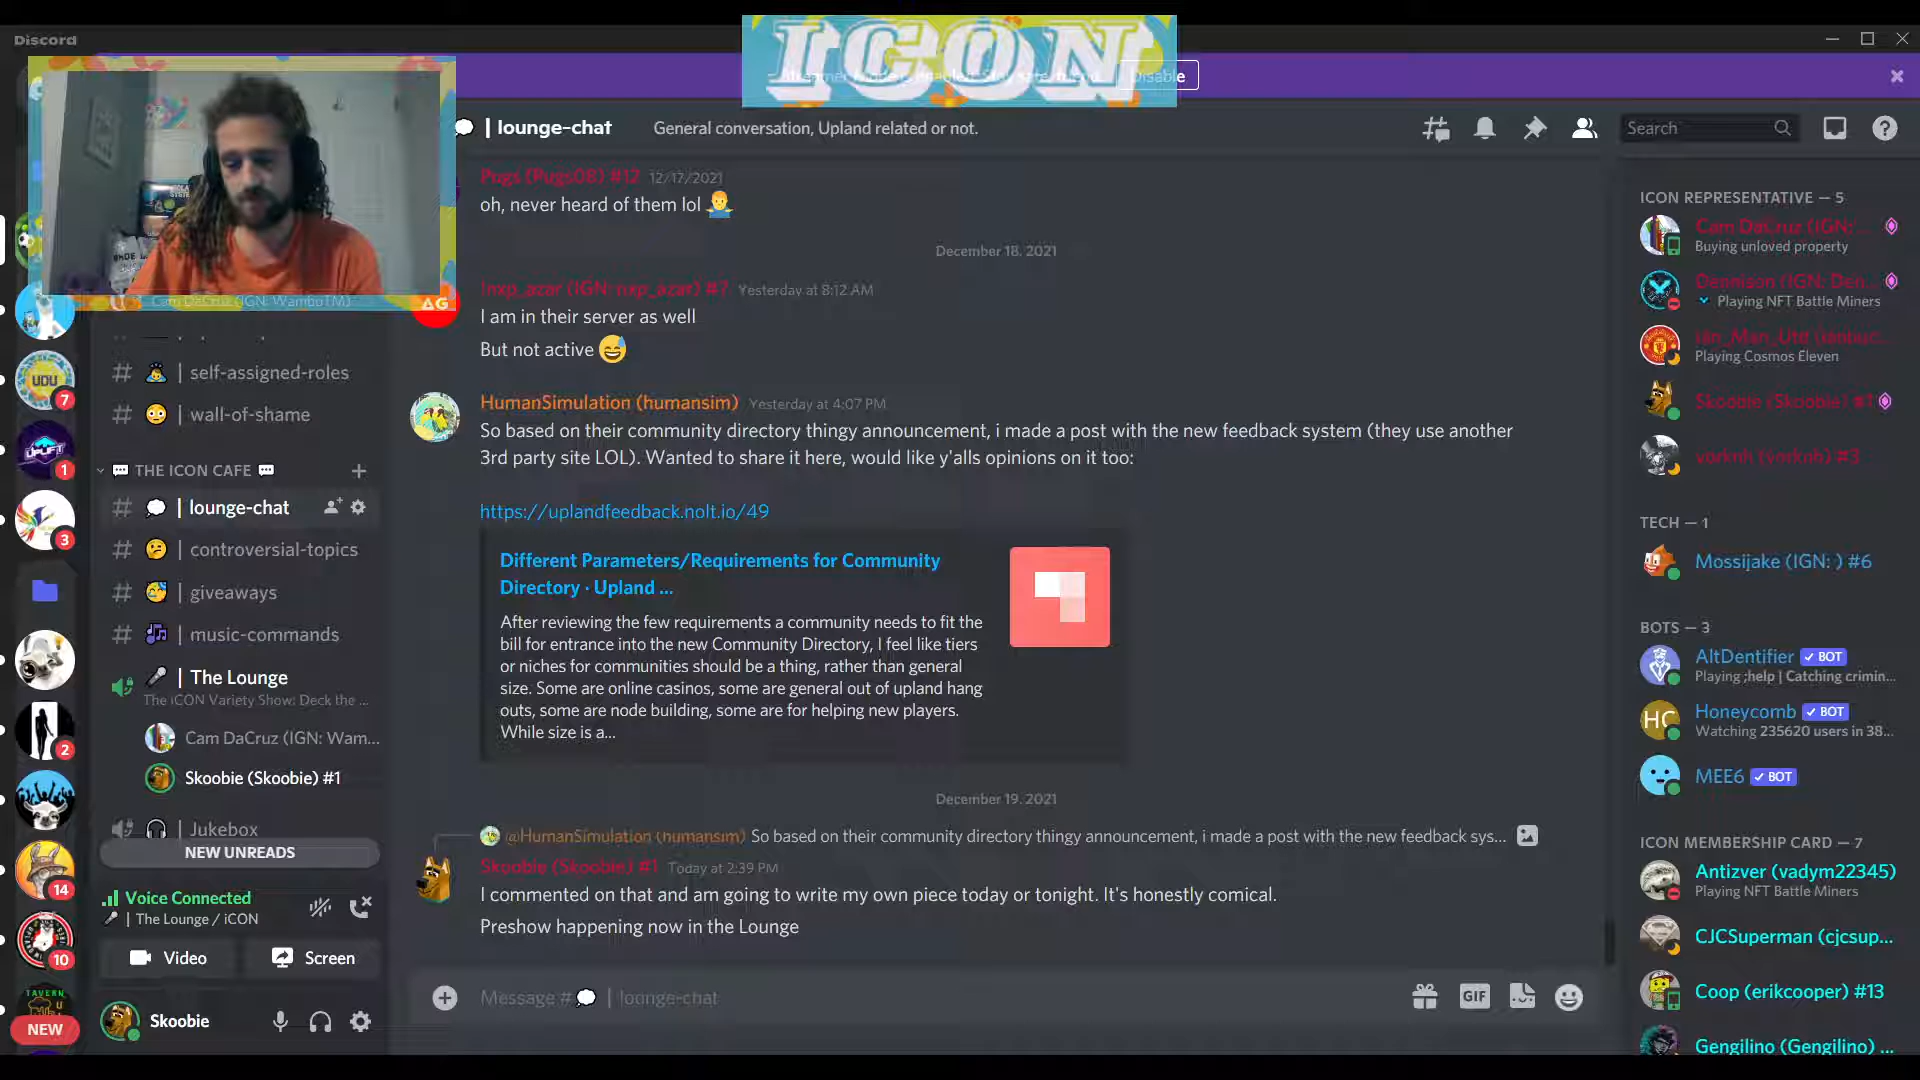 Discord
ICON
Disable
| lounge-chat
General conversation, Upland related or not.
Search
Cam DaCruz (IGN: WamboTM)
AG
# | self-assigned-roles
# | wall-of-shame
THE ICON CAFE
# | lounge-chat
# | controversial-topics
# | giveaways
# | music-commands
| The Lounge
The iCON Variety Show: Deck the ...
Cam DaCruz (IGN: Wam...
Skoobie (Skoobie) #1
| Jukebox
NEW UNREADS
Voice Connected
| The Lounge / iCON
Video
Screen
Skoobie
UDU
7
UPLIFT
1
3
2
14
10
TAVERN
NEW
Pugs (Pugs08) #12 12/17/2021
oh, never heard of them lol
December 18, 2021
Yesterday at 8:12 AM
I am in their server as well
But not active
HumanSimulation (humansim) Yesterday at 4:07 PM
So based on their community directory thingy announcement, i made a post with the new feedback system (they use another
3rd party site LOL). Wanted to share it here, would like y'alls opinions on it too:
https://uplandfeedback.nolt.io/49
Different Parameters/Requirements for Community
Directory · Upland ...
After reviewing the few requirements a community needs to fit the
bill for entrance into the new Community Directory, I feel like tiers
or niches for communities should be a thing, rather than general
size. Some are online casinos, some are general out of upland hang
outs, some are node building, some are for helping new players.
While size is a...
December 19, 2021
@HumanSimulation (humansim) So based on their community directory thingy announcement, i made a post with the new feedback sys...
Skoobie (Skoobie) #1 Today at 2:39 PM
I commented on that and am going to write my own piece today or tonight. It's honestly comical.
Preshow happening now in the Lounge
Message # | lounge-chat
GIF
ICON REPRESENTATIVE — 5
Cam DaCruz (IGN: ...
Buying unloved property
Dennison (IGN: Den...
Playing NFT Battle Miners
Playing Cosmos Eleven
Skoobie (Skoobie) #1
#3
TECH — 1
Mossijake (IGN: ) #6
BOTS — 3
AltDentifier BOT
Playing ;help | Catching crimin...
HC
Honeycomb BOT
Watching 235620 users in 38...
MEE6 BOT
ICON MEMBERSHIP CARD — 7
Antizver (vadym22345)
Playing NFT Battle Miners
CJCSuperman (cjcsup...
Coop (erikcooper) #13
Gengilino (Gengilino) ...